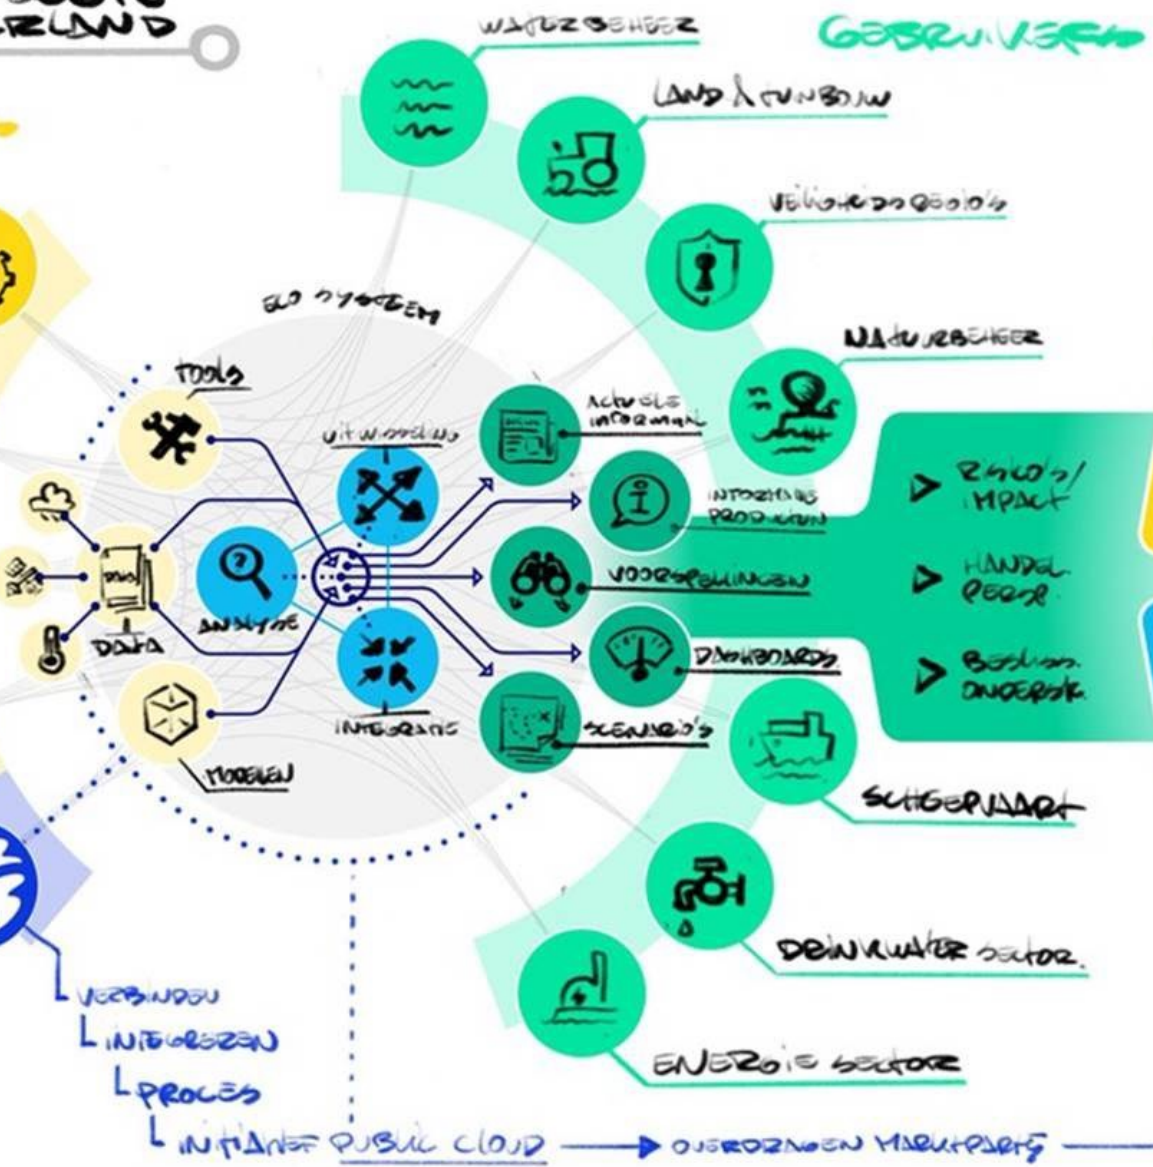 RLAND
GEBRUIKERS
WATERBEHEER
LAND & TUINBOUW
VEILIGHEIDSREGIO'S
NATUURBEHEER
ECO SYSTEEM
TOOLS
UITWISSELING
ACTUELE
INFORMATIE
INFORMATIE
PRODUCTEN
RISICO'S/
IMPACT
DATA
ANALYSE
VOORSPELLINGEN
HANDEL.
PERSP.
DASHBOARDS
BESLISS.
ONDERST.
INTEGRATIE
SCENARIO'S
MODELLEN
SCHEEPVAART
DRINKWATER SECTOR.
VERBINDEN
INTEGREREN
ENERGIE SECTOR
PROCES
INITIATIEF PUBLIC CLOUD
OVERDRAGEN MARKTPARTIJ